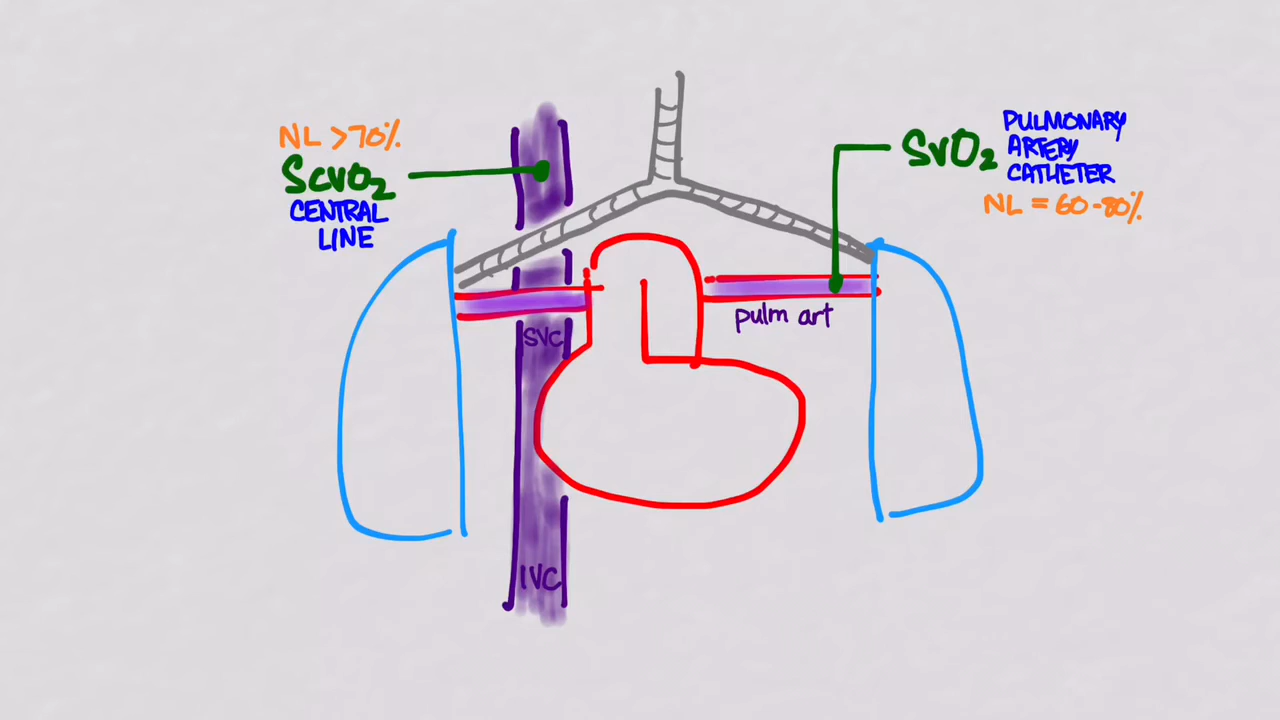 NL >70%
ScvO2
CENTRAL
LINE
SvO2
PULMONARY
ARTERY
CATHETER
NL = 60-80%
pulm art
SVC
IVC